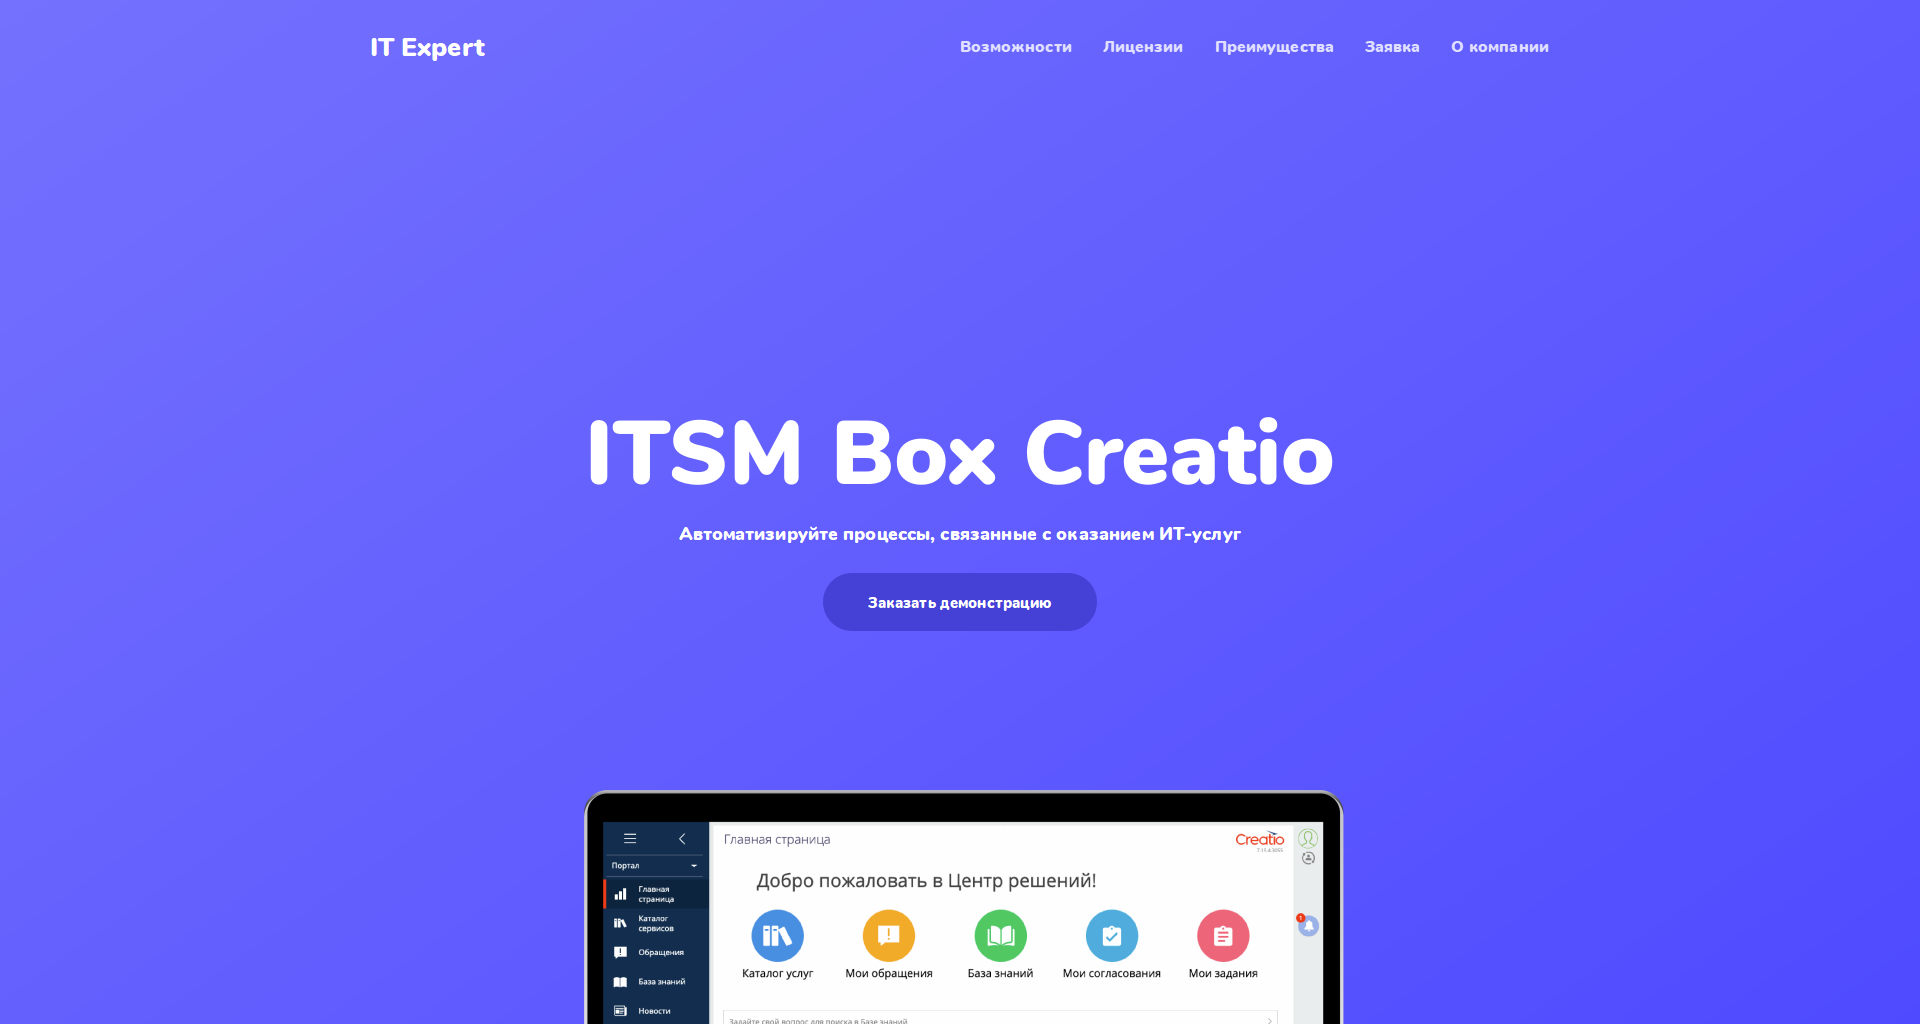 IT Expert
Возможности Лицензии Преимущества Заявка О компании
ITSM Box Creatio
Автоматизируйте процессы, связанные с оказанием ИТ-услуг
Заказать демонстрацию
Главная страница
Creatio
Портал
Добро пожаловать в Центр решений!
Главная
страница
Каталог
сервисов
Обращения
База знаний
Новости
1
Каталог услуг Мои обращения База знаний Мои согласования Мои задания
Задайте свой вопрос для поиска в Базе знаний